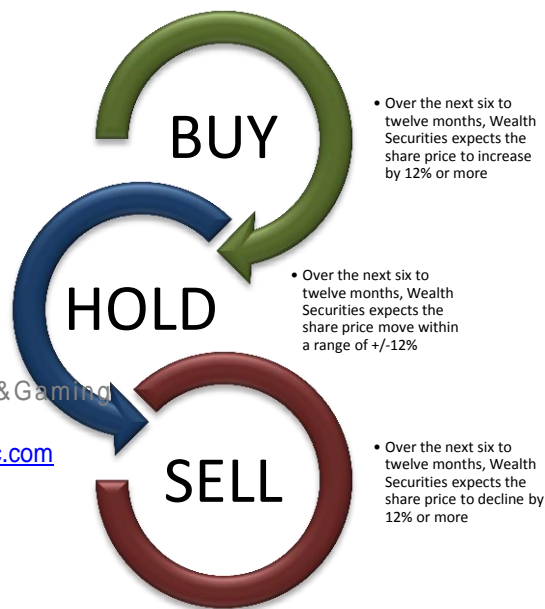 BUY
• Over the next six to
twelve months, Wealth
Securities expects the
share price to increase
by 12% or more
HOLD
• Over the next six to
twelve months, Wealth
Securities expects the
share price move within
a range of +/-12%
&Gaming
c.com
SELL
• Over the next six to
twelve months, Wealth
Securities expects the
share price to decline by
12% or more